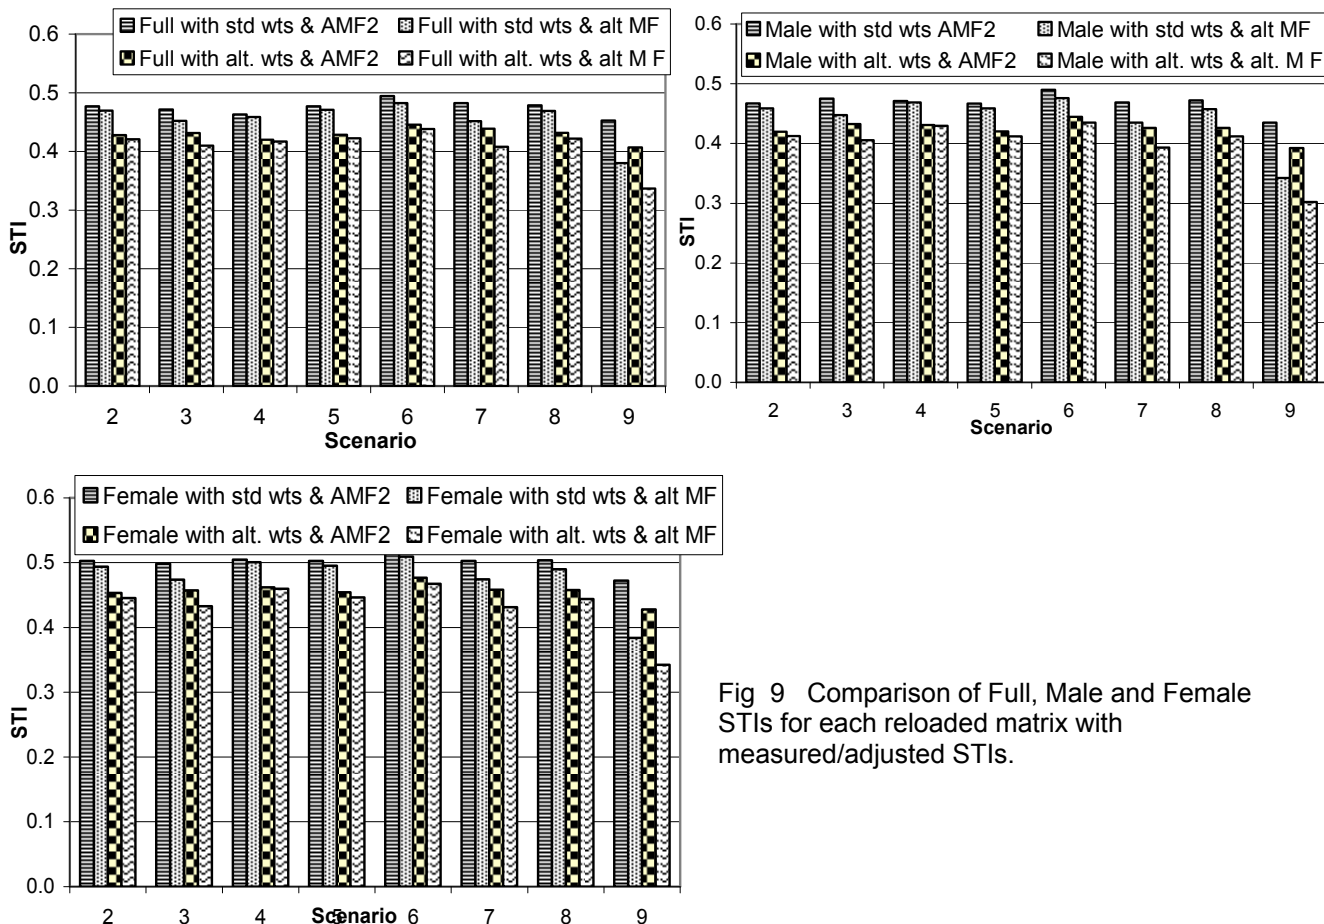 Full with std wts & AMF2 Full with std wts & alt MF
Full with alt. wts & AMF2 Full with alt. wts & alt M F
0.6
0.5
0.4
0.3
0.2
0.1
0.0
STI
2 3 4 5 6 7 8 9
Scenario
Male with std wts AMF2 Male with std wts & alt MF
Male with alt. wts & AMF2 Male with alt. wts & alt. M F
0.6
0.5
0.4
0.3
0.2
0.1
0.0
STI
2 3 4 5 6 7 8 9
Scenario
Female with std wts & AMF2 Female with std wts & alt MF
Female with alt. wts & AMF2 Female with alt. wts & alt MF
0.6
0.5
0.4
0.3
0.2
0.1
0.0
STI
2 3 4 5 6 7 8 9
Scenario
Fig 9 Comparison of Full, Male and Female
STIs for each reloaded matrix with
measured/adjusted STIs.